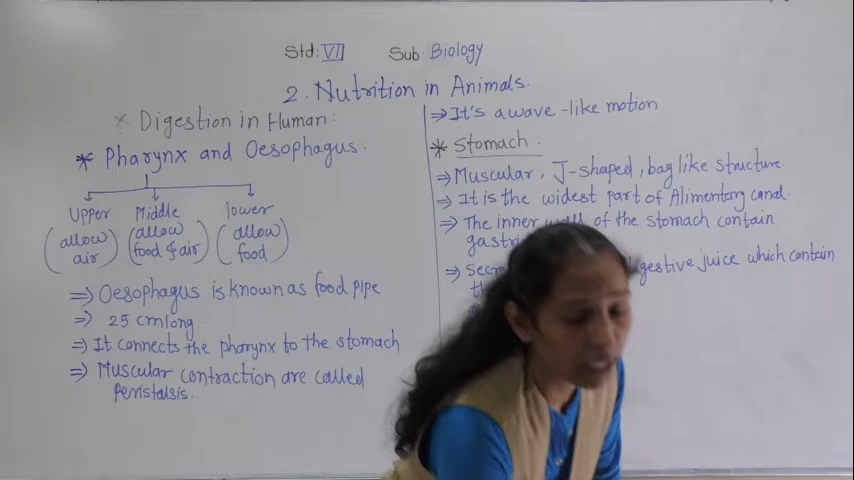 Std: VII Sub: Biology
2. Nutrition in Animals.
* Digestion in Human:
* Pharynx and Oesophagus:
Upper Middle lower
(allow air) (allow food & air) (allow food)
⇒ Oesophagus is known as food pipe
⇒ 25 cm long.
⇒ It connects the pharynx to the stomach
⇒ Muscular contraction are called
Peristalsis.
⇒ It's a wave-like motion
* Stomach:
⇒ Muscular, J-shaped, bag like structure
⇒ It is the widest part of Alimentary canal.
⇒ The inner wall of the stomach contain
⇒ digestive juice which contain